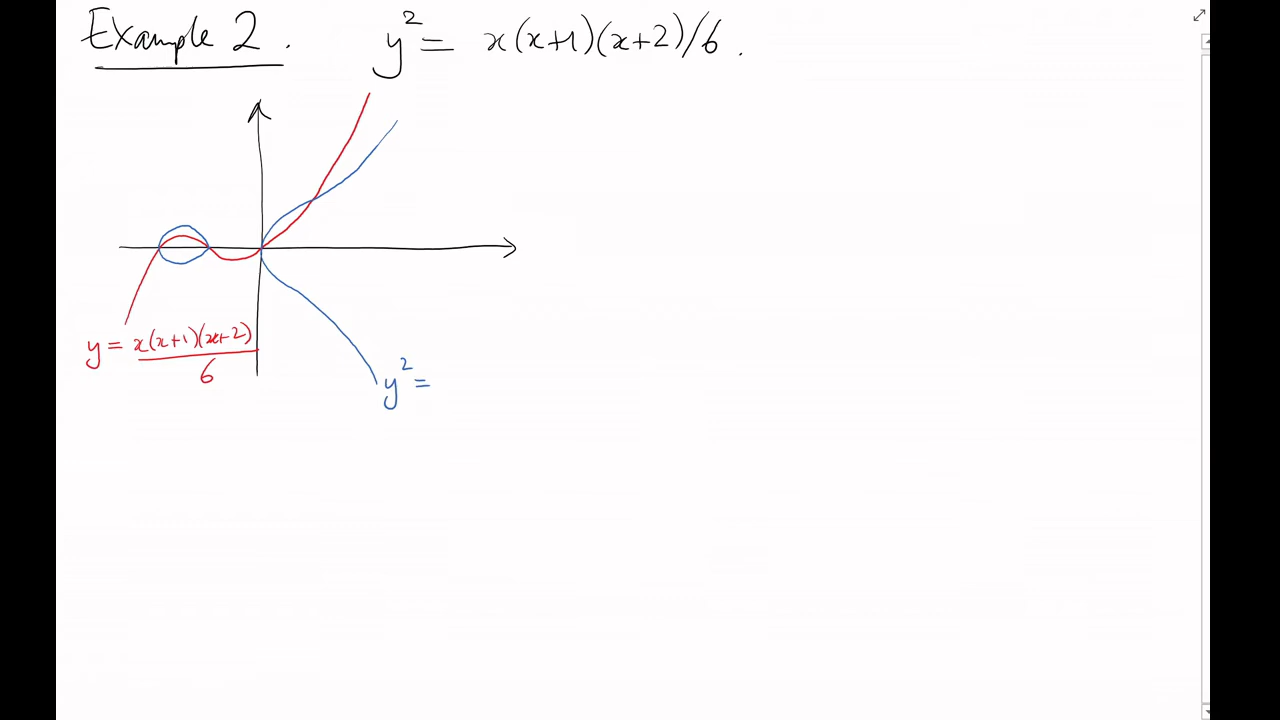 Example 2. y² = x(x+1)(x+2)/6.
y = x(x+1)(x+2)/6
y² =